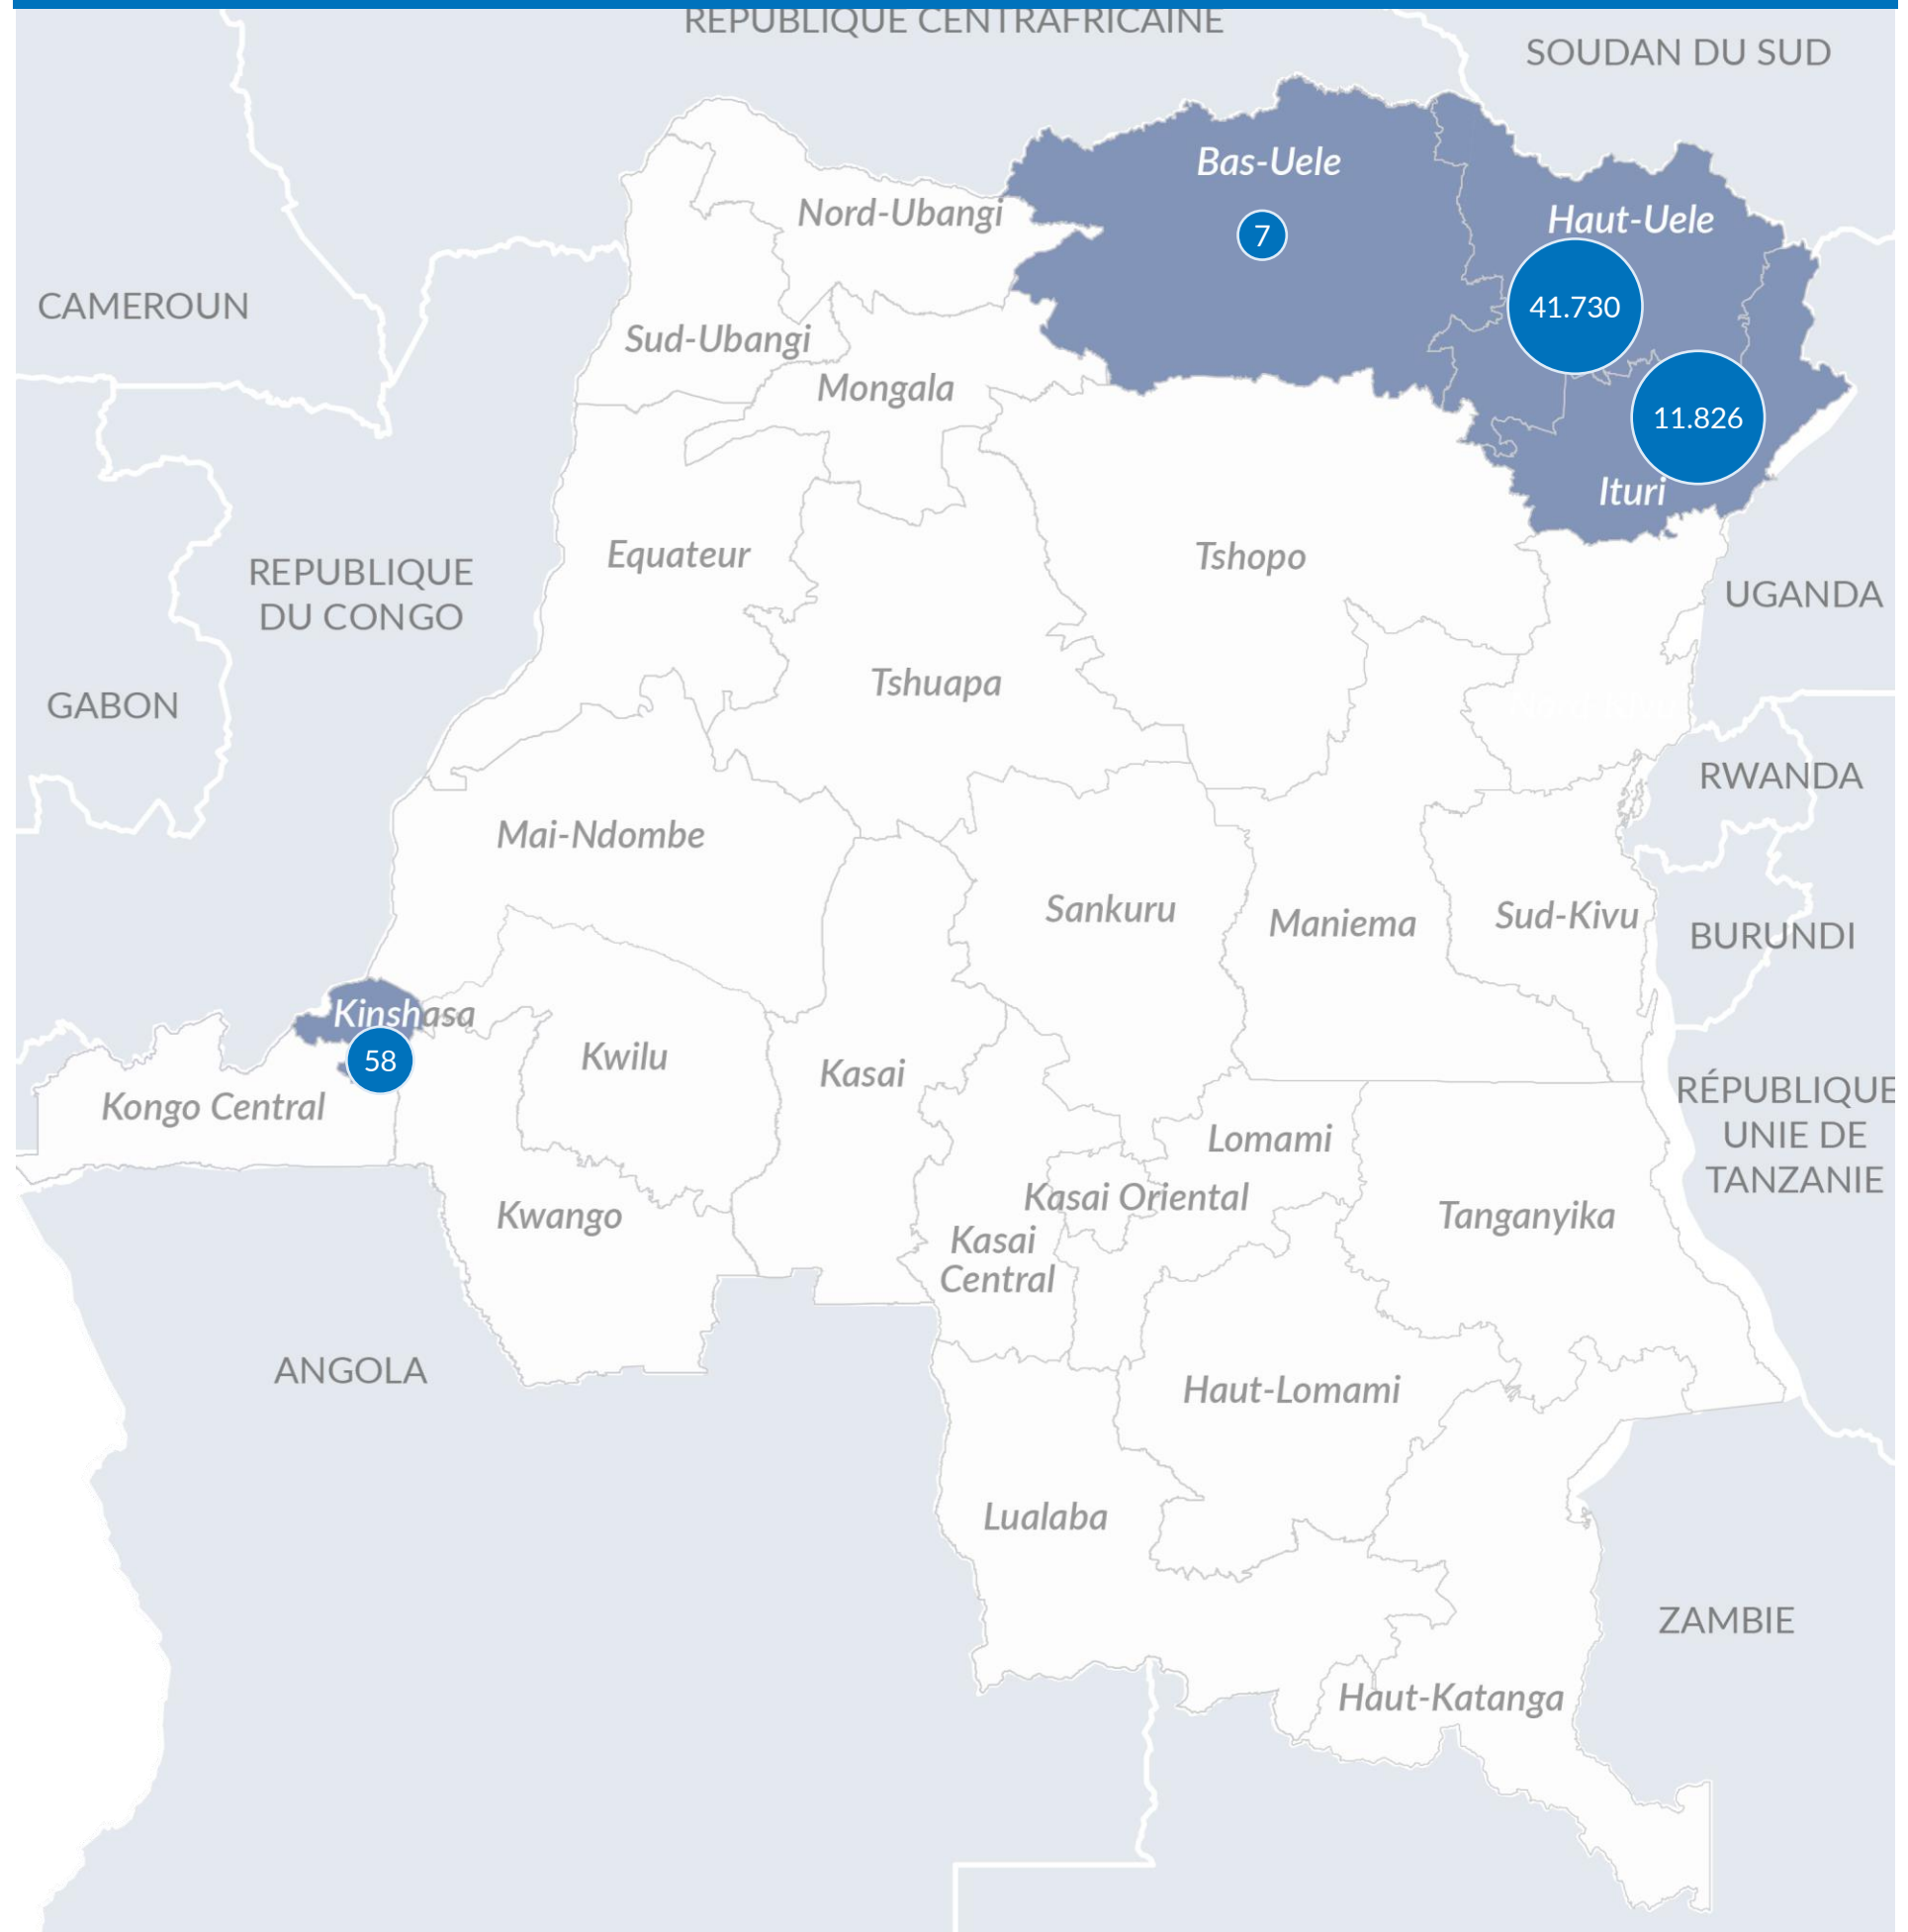 REPUBLIQUE CENTRAFRICAINE
SOUDAN DU SUD
Bas-Uele
7
Haut-Uele
41.730
Nord-Ubangi
CAMEROUN
Sud-Ubangi
Mongala
11.826
Ituri
Equateur
Tshopo
REPUBLIQUE
DU CONGO
UGANDA
Tshuapa
GABON
RWANDA
Mai-Ndombe
Sankuru
Maniema
Sud-Kivu
BURUNDI
Kinshasa
58
Kwilu
Kasai
Kongo Central
RÉPUBLIQUE
UNIE DE
TANZANIE
Lomami
Kasai Oriental
Kwango
Tanganyika
Kasai
Central
ANGOLA
Haut-Lomami
Lualaba
ZAMBIE
Haut-Katanga